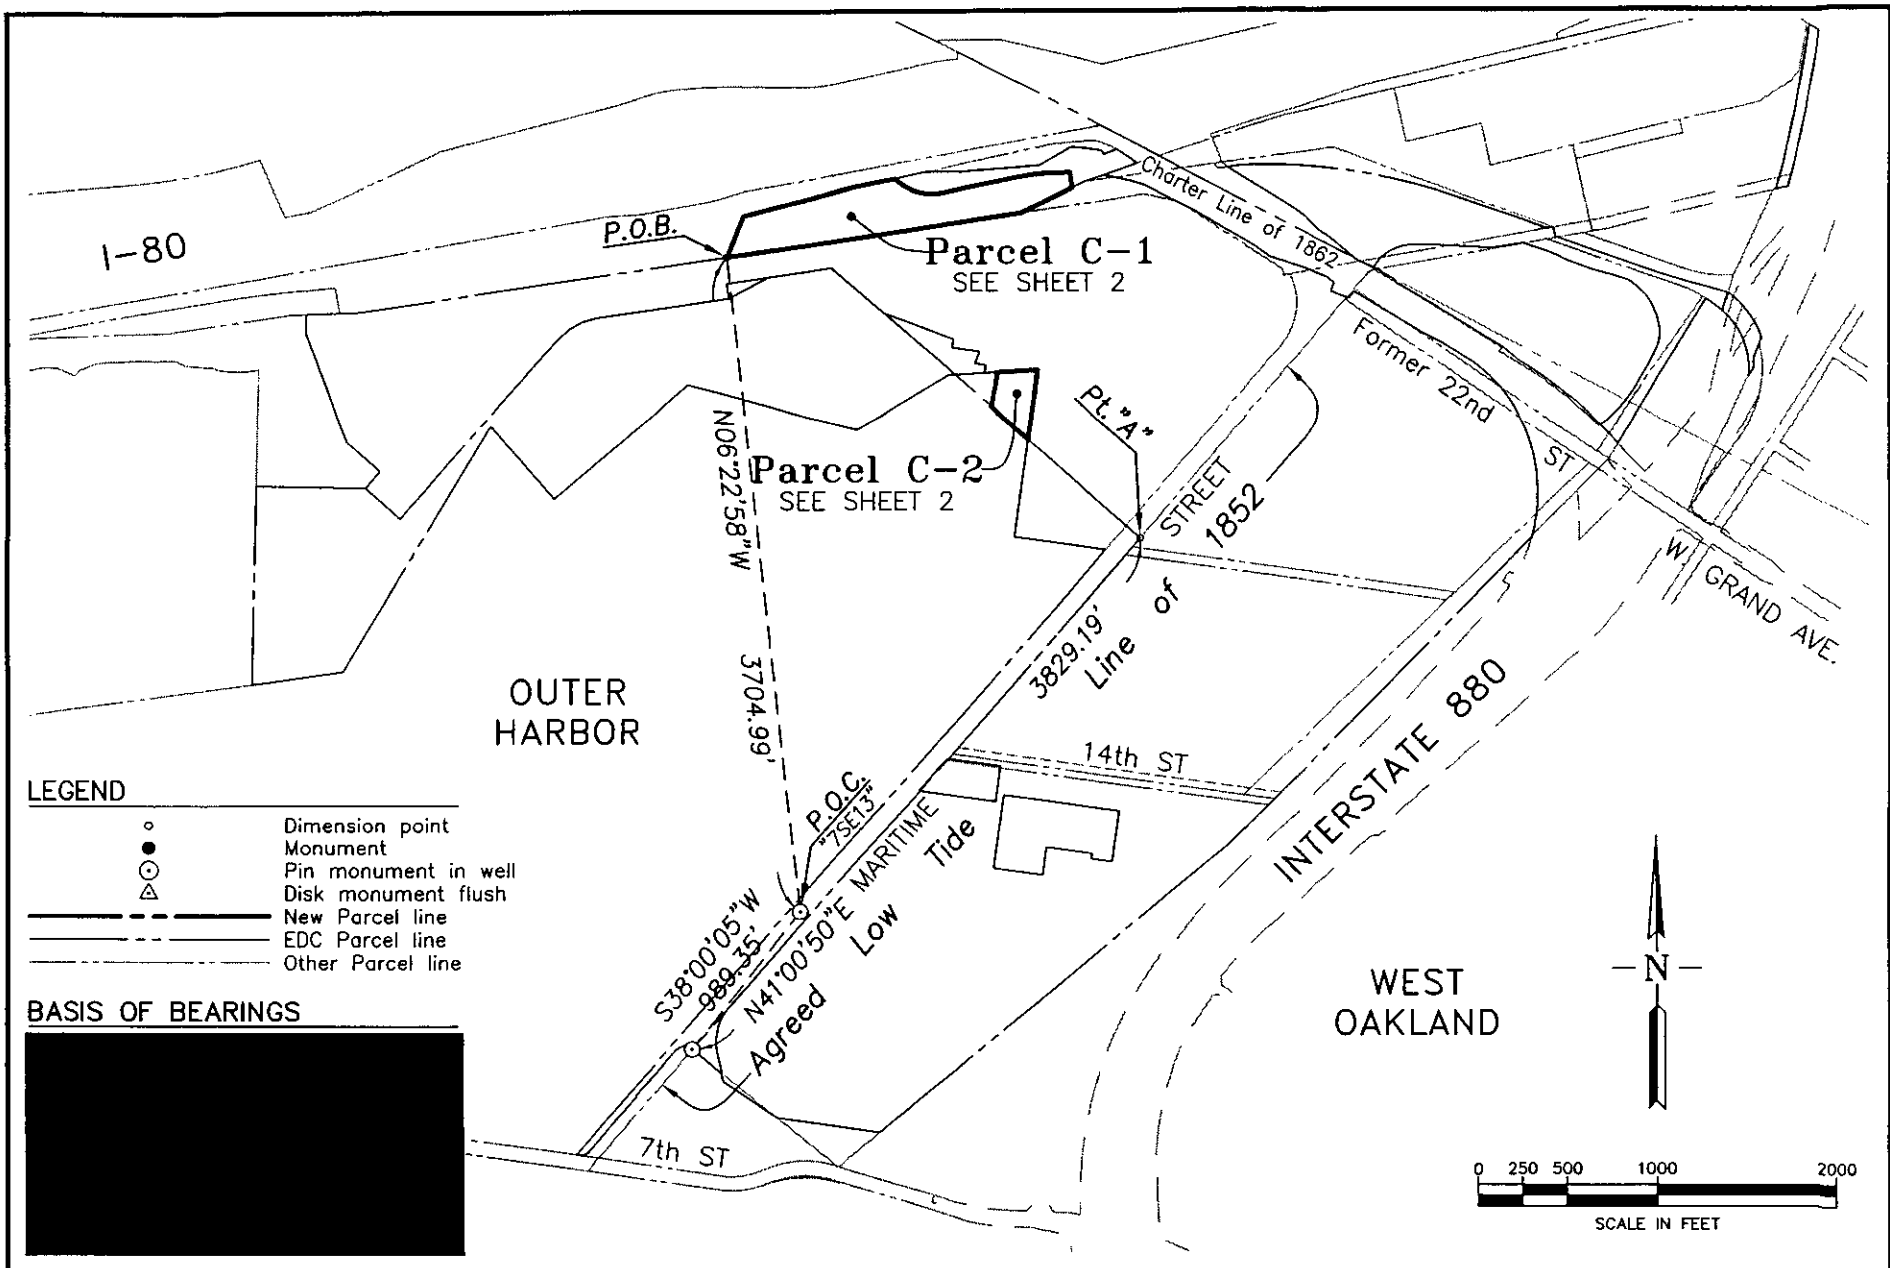 I-80
P.O.B.
Parcel C-1
SEE SHEET 2
Charter Line of 1862
Former 22nd ST
Pt. "A"
Parcel C-2
SEE SHEET 2
N06°22'58"W
3704.99'
STREET
1852
of
Line
3829.19'
W. GRAND AVE.
OUTER
HARBOR
INTERSTATE 880
14th ST
P.O.C.
"7SE13"
MARITIME
Tide
Low
S38°00'05"W
989.35'
N41°00'50"E
Agreed
7th ST
WEST
OAKLAND
N
LEGEND
Dimension point
Monument
Pin monument in well
Disk monument flush
New Parcel line
EDC Parcel line
Other Parcel line
BASIS OF BEARINGS
0 250 500 1000 2000
SCALE IN FEET